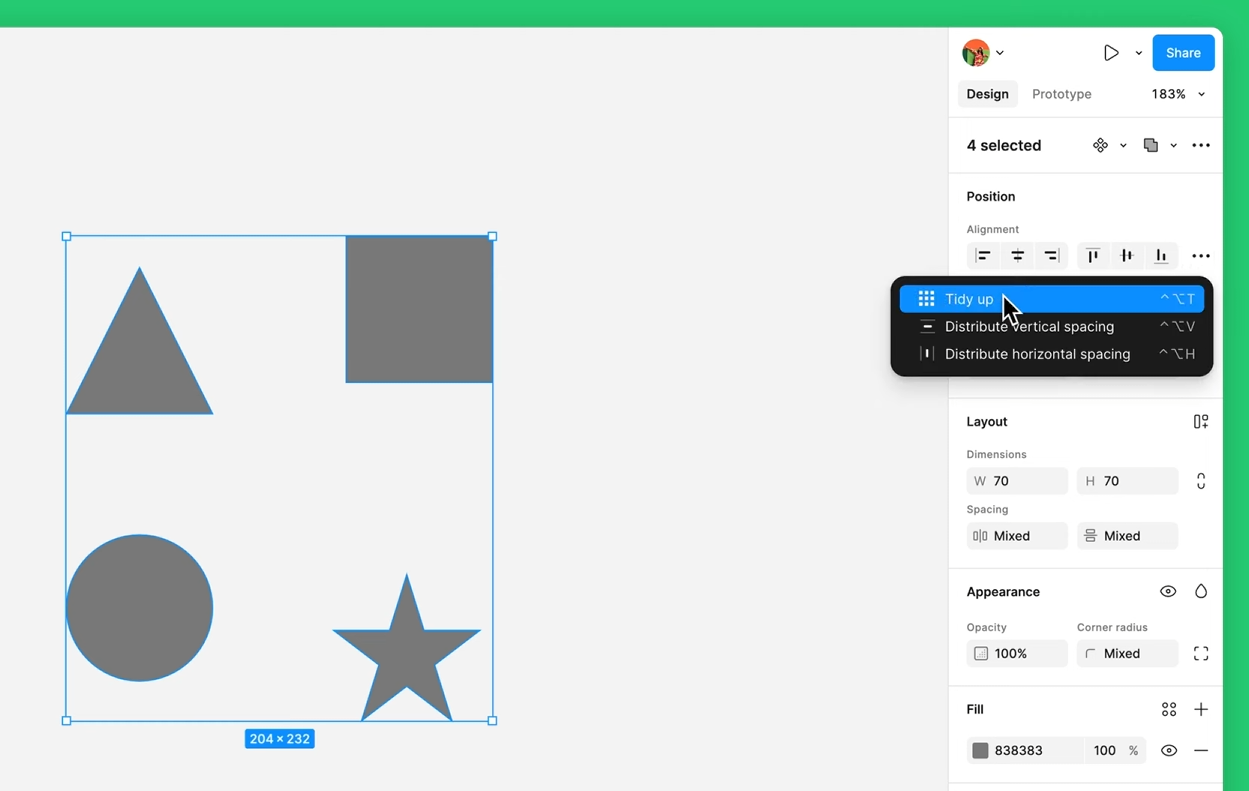 Share
Design Prototype 183%
4 selected
Position
Alignment
Tidy up ^⌥T
Distribute vertical spacing ^⌥V
Distribute horizontal spacing ^⌥H
Layout
Dimensions
W 70 H 70
Spacing
Mixed Mixed
Appearance
Opacity Corner radius
100% Mixed
Fill
838383 100 %
204 × 232